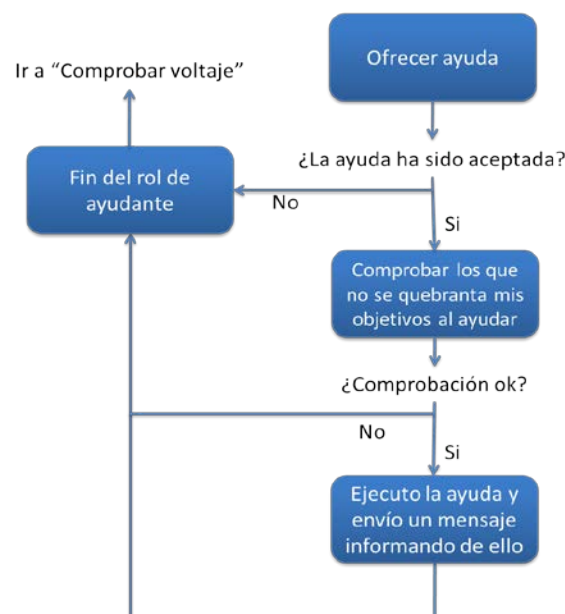 Ofrecer ayuda
Ir a “Comprobar voltaje”
¿La ayuda ha sido aceptada?
Fin del rol de
ayudante
No
Si
Comprobar los que
no se quebranta mis
objetivos al ayudar
¿Comprobación ok?
No
Si
Ejecuto la ayuda y
envío un mensaje
informando de ello